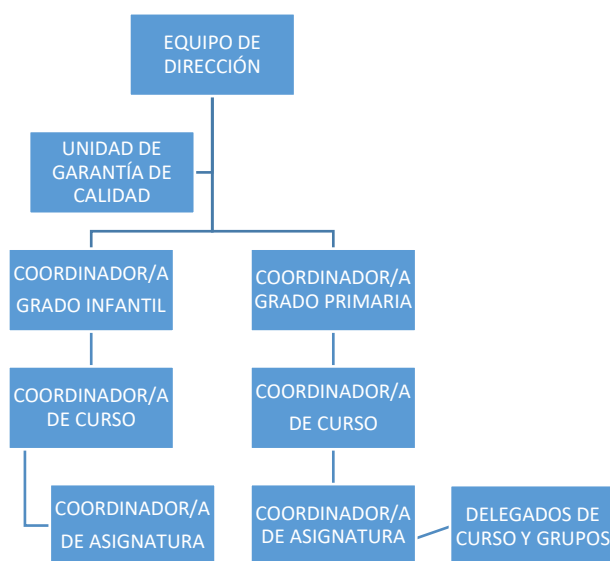 EQUIPO DE
DIRECCIÓN
UNIDAD DE
GARANTÍA DE
CALIDAD
COORDINADOR/A
GRADO INFANTIL
COORDINADOR/A
GRADO PRIMARIA
COORDINADOR/A
DE CURSO
COORDINADOR/A
DE CURSO
COORDINADOR/A
DE ASIGNATURA
COORDINADOR/A
DE ASIGNATURA
DELEGADOS DE
CURSO Y GRUPOS